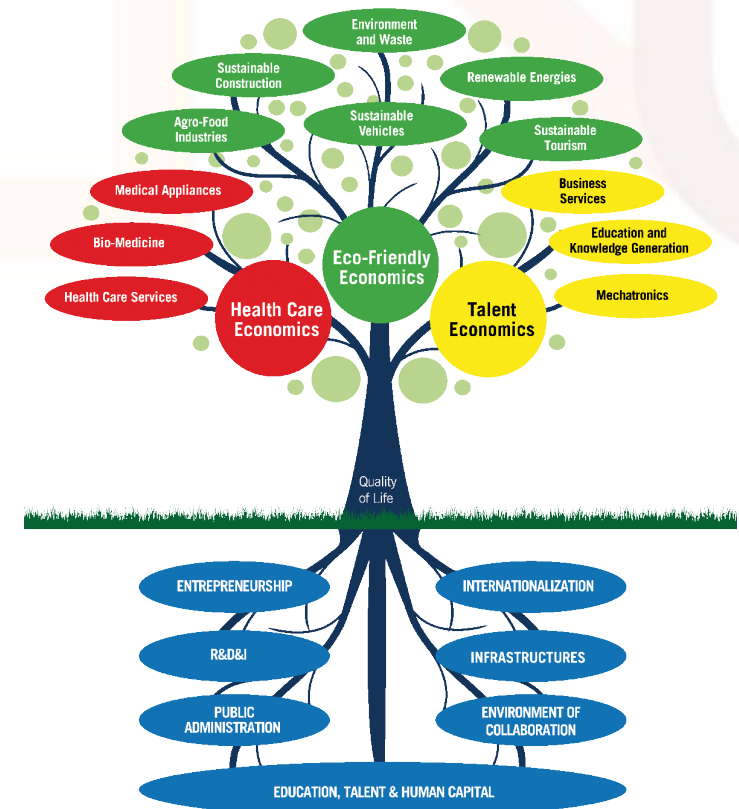 Environment
and Waste
Sustainable
Construction
Renewable Energies
Agro-Food
Industries
Sustainable
Vehicles
Sustainable
Tourism
Medical Appliances
Business
Services
Bio-Medicine
Education and
Knowledge Generation
Health Care Services
Mechatronics
Eco-Friendly
Economics
Health Care
Economics
Talent
Economics
Quality
of Life
ENTREPRENEURSHIP
INTERNATIONALIZATION
R&D&I
INFRASTRUCTURES
PUBLIC
ADMINISTRATION
ENVIRONMENT OF
COLLABORATION
EDUCATION, TALENT & HUMAN CAPITAL